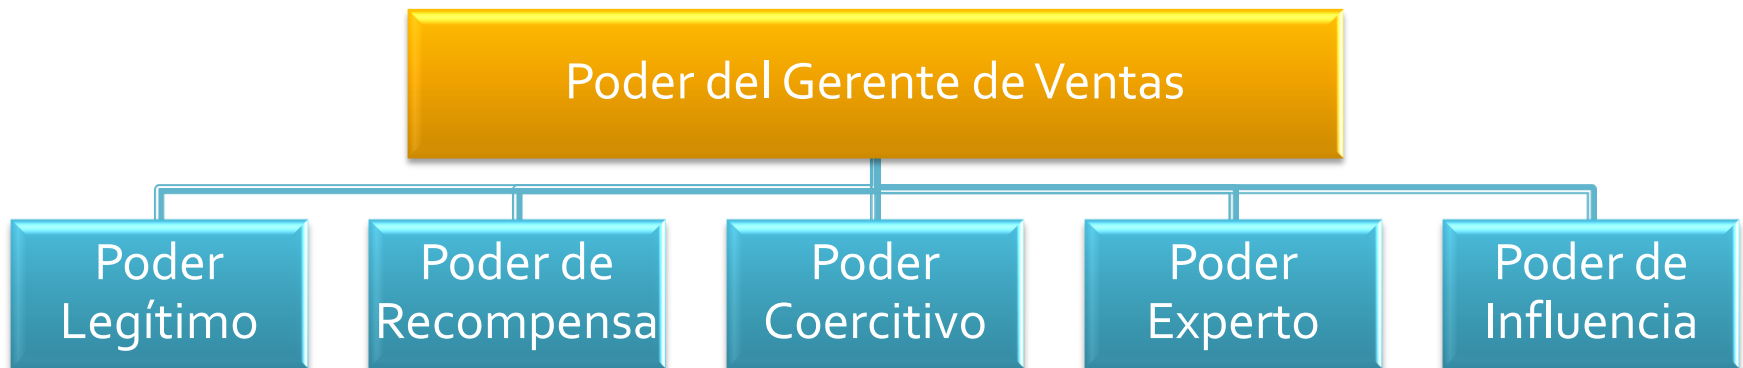 Poder del Gerente de Ventas
Poder
Legítimo
Poder de
Recompensa
Poder
Coercitivo
Poder
Experto
Poder de
Influencia